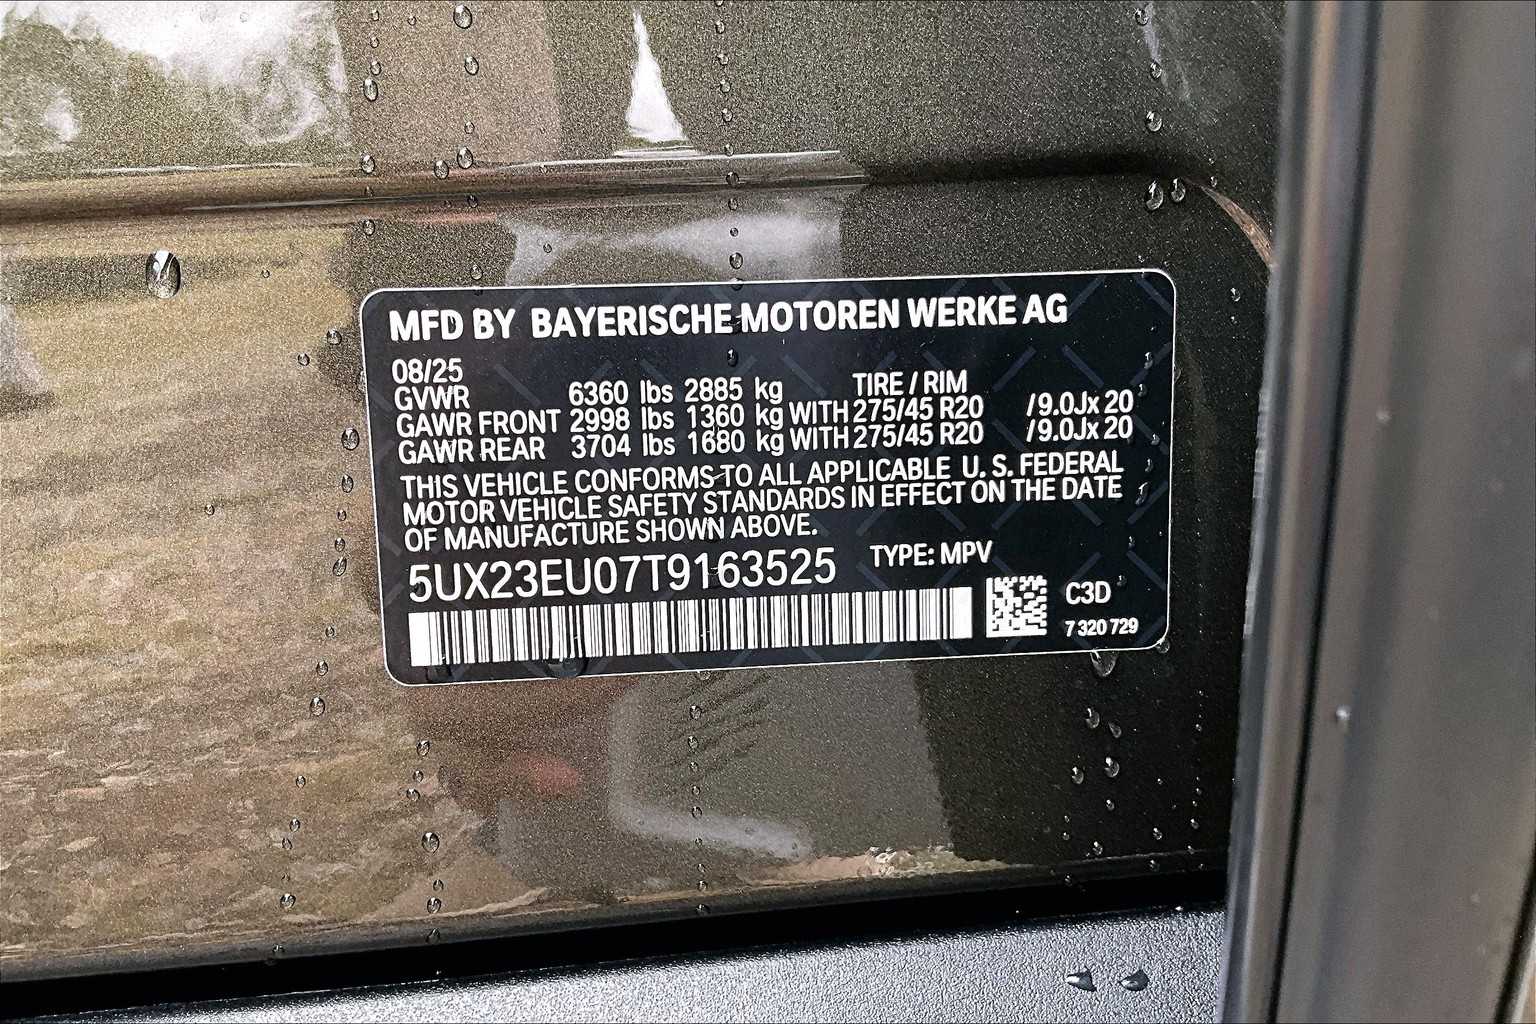 MFD BY BAYERISCHE MOTOREN WERKE AG
08/25
GVWR 6360 lbs 2885 kg TIRE / RIM
GAWR FRONT 2998 lbs 1360 kg WITH 275/45 R20 / 9.0Jx 20
GAWR REAR 3704 lbs 1680 kg WITH 275/45 R20 / 9.0Jx 20
THIS VEHICLE CONFORMS TO ALL APPLICABLE U. S. FEDERAL
MOTOR VEHICLE SAFETY STANDARDS IN EFFECT ON THE DATE
OF MANUFACTURE SHOWN ABOVE.
5UX23EU07T9163525 TYPE: MPV
C3D
7 320 729